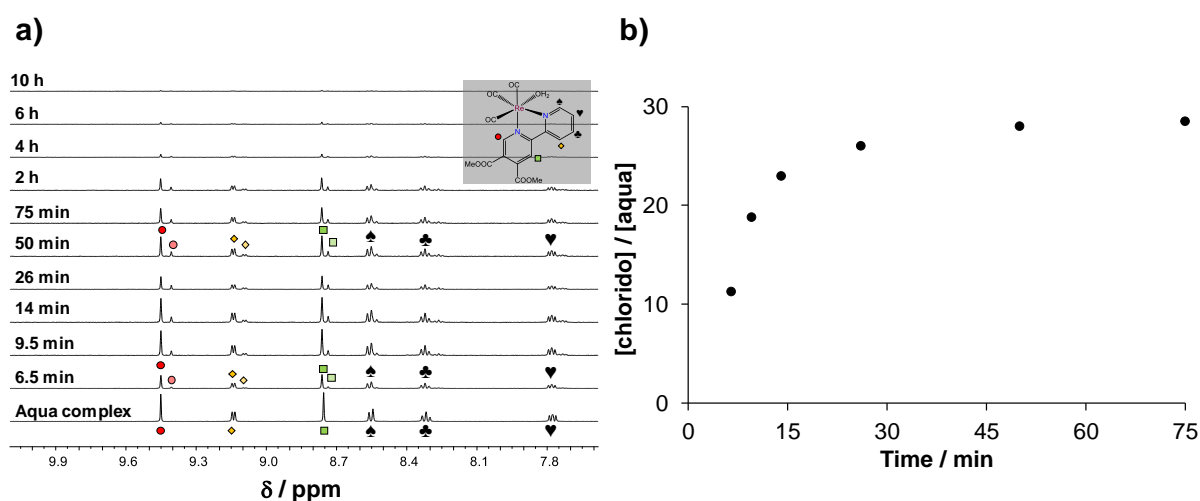 a)
10 h
6 h
4 h
2 h
75 min
50 min
26 min
14 min
9.5 min
6.5 min
Aqua complex
OC
OC
OH₂
Re
OC
N
N
MeOOC
COOMe
9.9 9.6 9.3 9.0 8.7 8.4 8.1 7.8
δ / ppm
b)
[chlorido] / [aqua]
30
20
10
0
0 15 30 45 60 75
Time / min